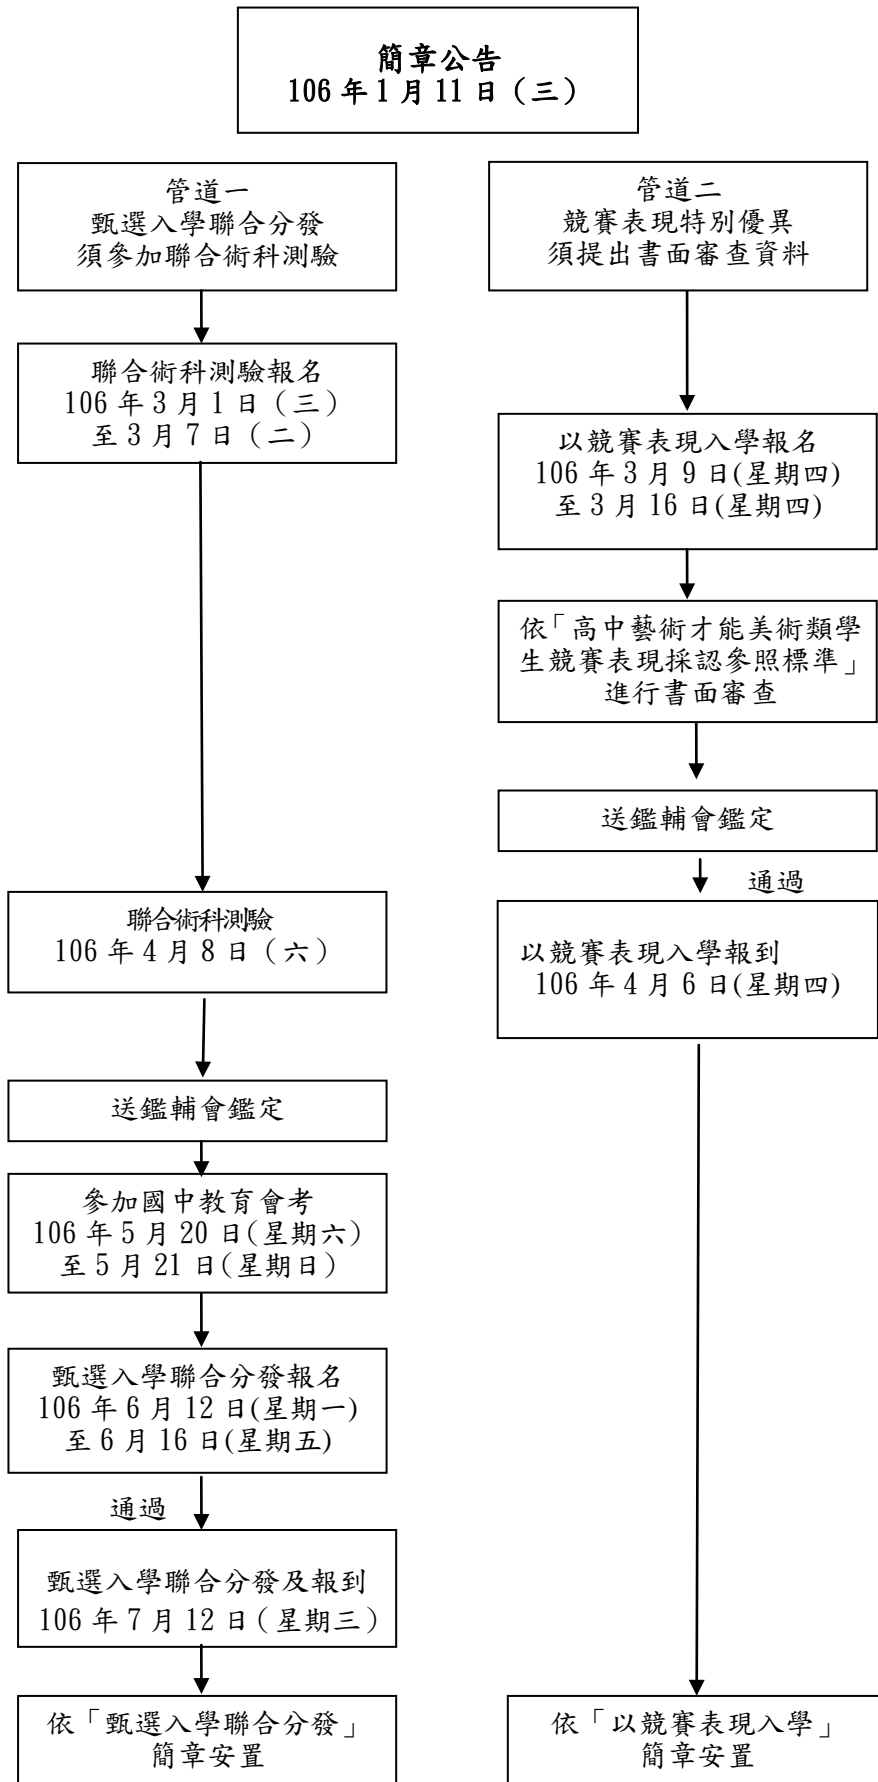 簡章公告
106 年 1 月 11 日（三）
管道一
甄選入學聯合分發
須參加聯合術科測驗
聯合術科測驗報名
106 年 3 月 1 日（三）
至 3 月 7 日（二）
聯合術科測驗
106 年 4 月 8 日（六）
送鑑輔會鑑定
參加國中教育會考
106 年 5 月 20 日(星期六)
至 5 月 21 日(星期日)
甄選入學聯合分發報名
106 年 6 月 12 日(星期一)
至 6 月 16 日(星期五)
通過
甄選入學聯合分發及報到
106 年 7 月 12 日（星期三）
依「甄選入學聯合分發」
簡章安置
管道二
競賽表現特別優異
須提出書面審查資料
以競賽表現入學報名
106 年 3 月 9 日(星期四)
至 3 月 16 日(星期四)
依「高中藝術才能美術類學
生競賽表現採認參照標準」
進行書面審查
送鑑輔會鑑定
通過
以競賽表現入學報到
106 年 4 月 6 日(星期四)
依「以競賽表現入學」
簡章安置